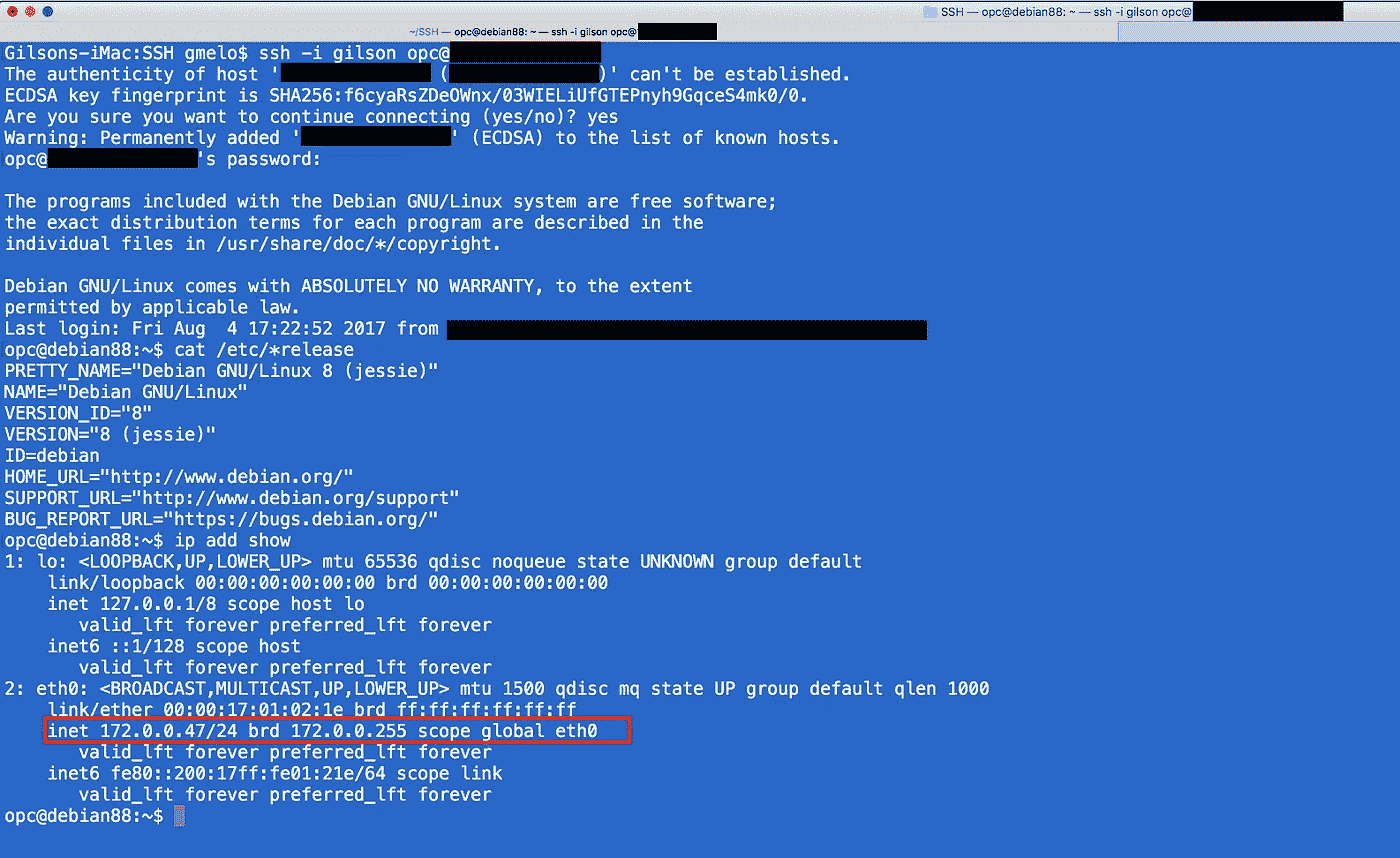 SSH — opc@debian88: ~ — ssh -i gilson opc@
~/SSH — opc@debian88: ~ — ssh -i gilson opc@
Gilsons-iMac:SSH gmelo$ ssh -i gilson opc@
The authenticity of host ' ( )' can't be established.
ECDSA key fingerprint is SHA256:f6cyaRsZDeOWnx/03WIELiUfGTEPnyh9GqceS4mk0/0.
Are you sure you want to continue connecting (yes/no)? yes
Warning: Permanently added ' ' (ECDSA) to the list of known hosts.
opc@ 's password:
The programs included with the Debian GNU/Linux system are free software;
the exact distribution terms for each program are described in the
individual files in /usr/share/doc/*/copyright.
Debian GNU/Linux comes with ABSOLUTELY NO WARRANTY, to the extent
permitted by applicable law.
Last login: Fri Aug  4 17:22:52 2017 from
opc@debian88:~$ cat /etc/*release
PRETTY_NAME="Debian GNU/Linux 8 (jessie)"
NAME="Debian GNU/Linux"
VERSION_ID="8"
VERSION="8 (jessie)"
ID=debian
HOME_URL="http://www.debian.org/"
SUPPORT_URL="http://www.debian.org/support"
BUG_REPORT_URL="https://bugs.debian.org/"
opc@debian88:~$ ip add show
1: lo: <LOOPBACK,UP,LOWER_UP> mtu 65536 qdisc noqueue state UNKNOWN group default
    link/loopback 00:00:00:00:00:00 brd 00:00:00:00:00:00
    inet 127.0.0.1/8 scope host lo
       valid_lft forever preferred_lft forever
    inet6 ::1/128 scope host
       valid_lft forever preferred_lft forever
2: eth0: <BROADCAST,MULTICAST,UP,LOWER_UP> mtu 1500 qdisc mq state UP group default qlen 1000
    link/ether 00:00:17:01:02:1e brd ff:ff:ff:ff:ff:ff
    inet 172.0.0.47/24 brd 172.0.0.255 scope global eth0
       valid_lft forever preferred_lft forever
    inet6 fe80::200:17ff:fe01:21e/64 scope link
       valid_lft forever preferred_lft forever
opc@debian88:~$